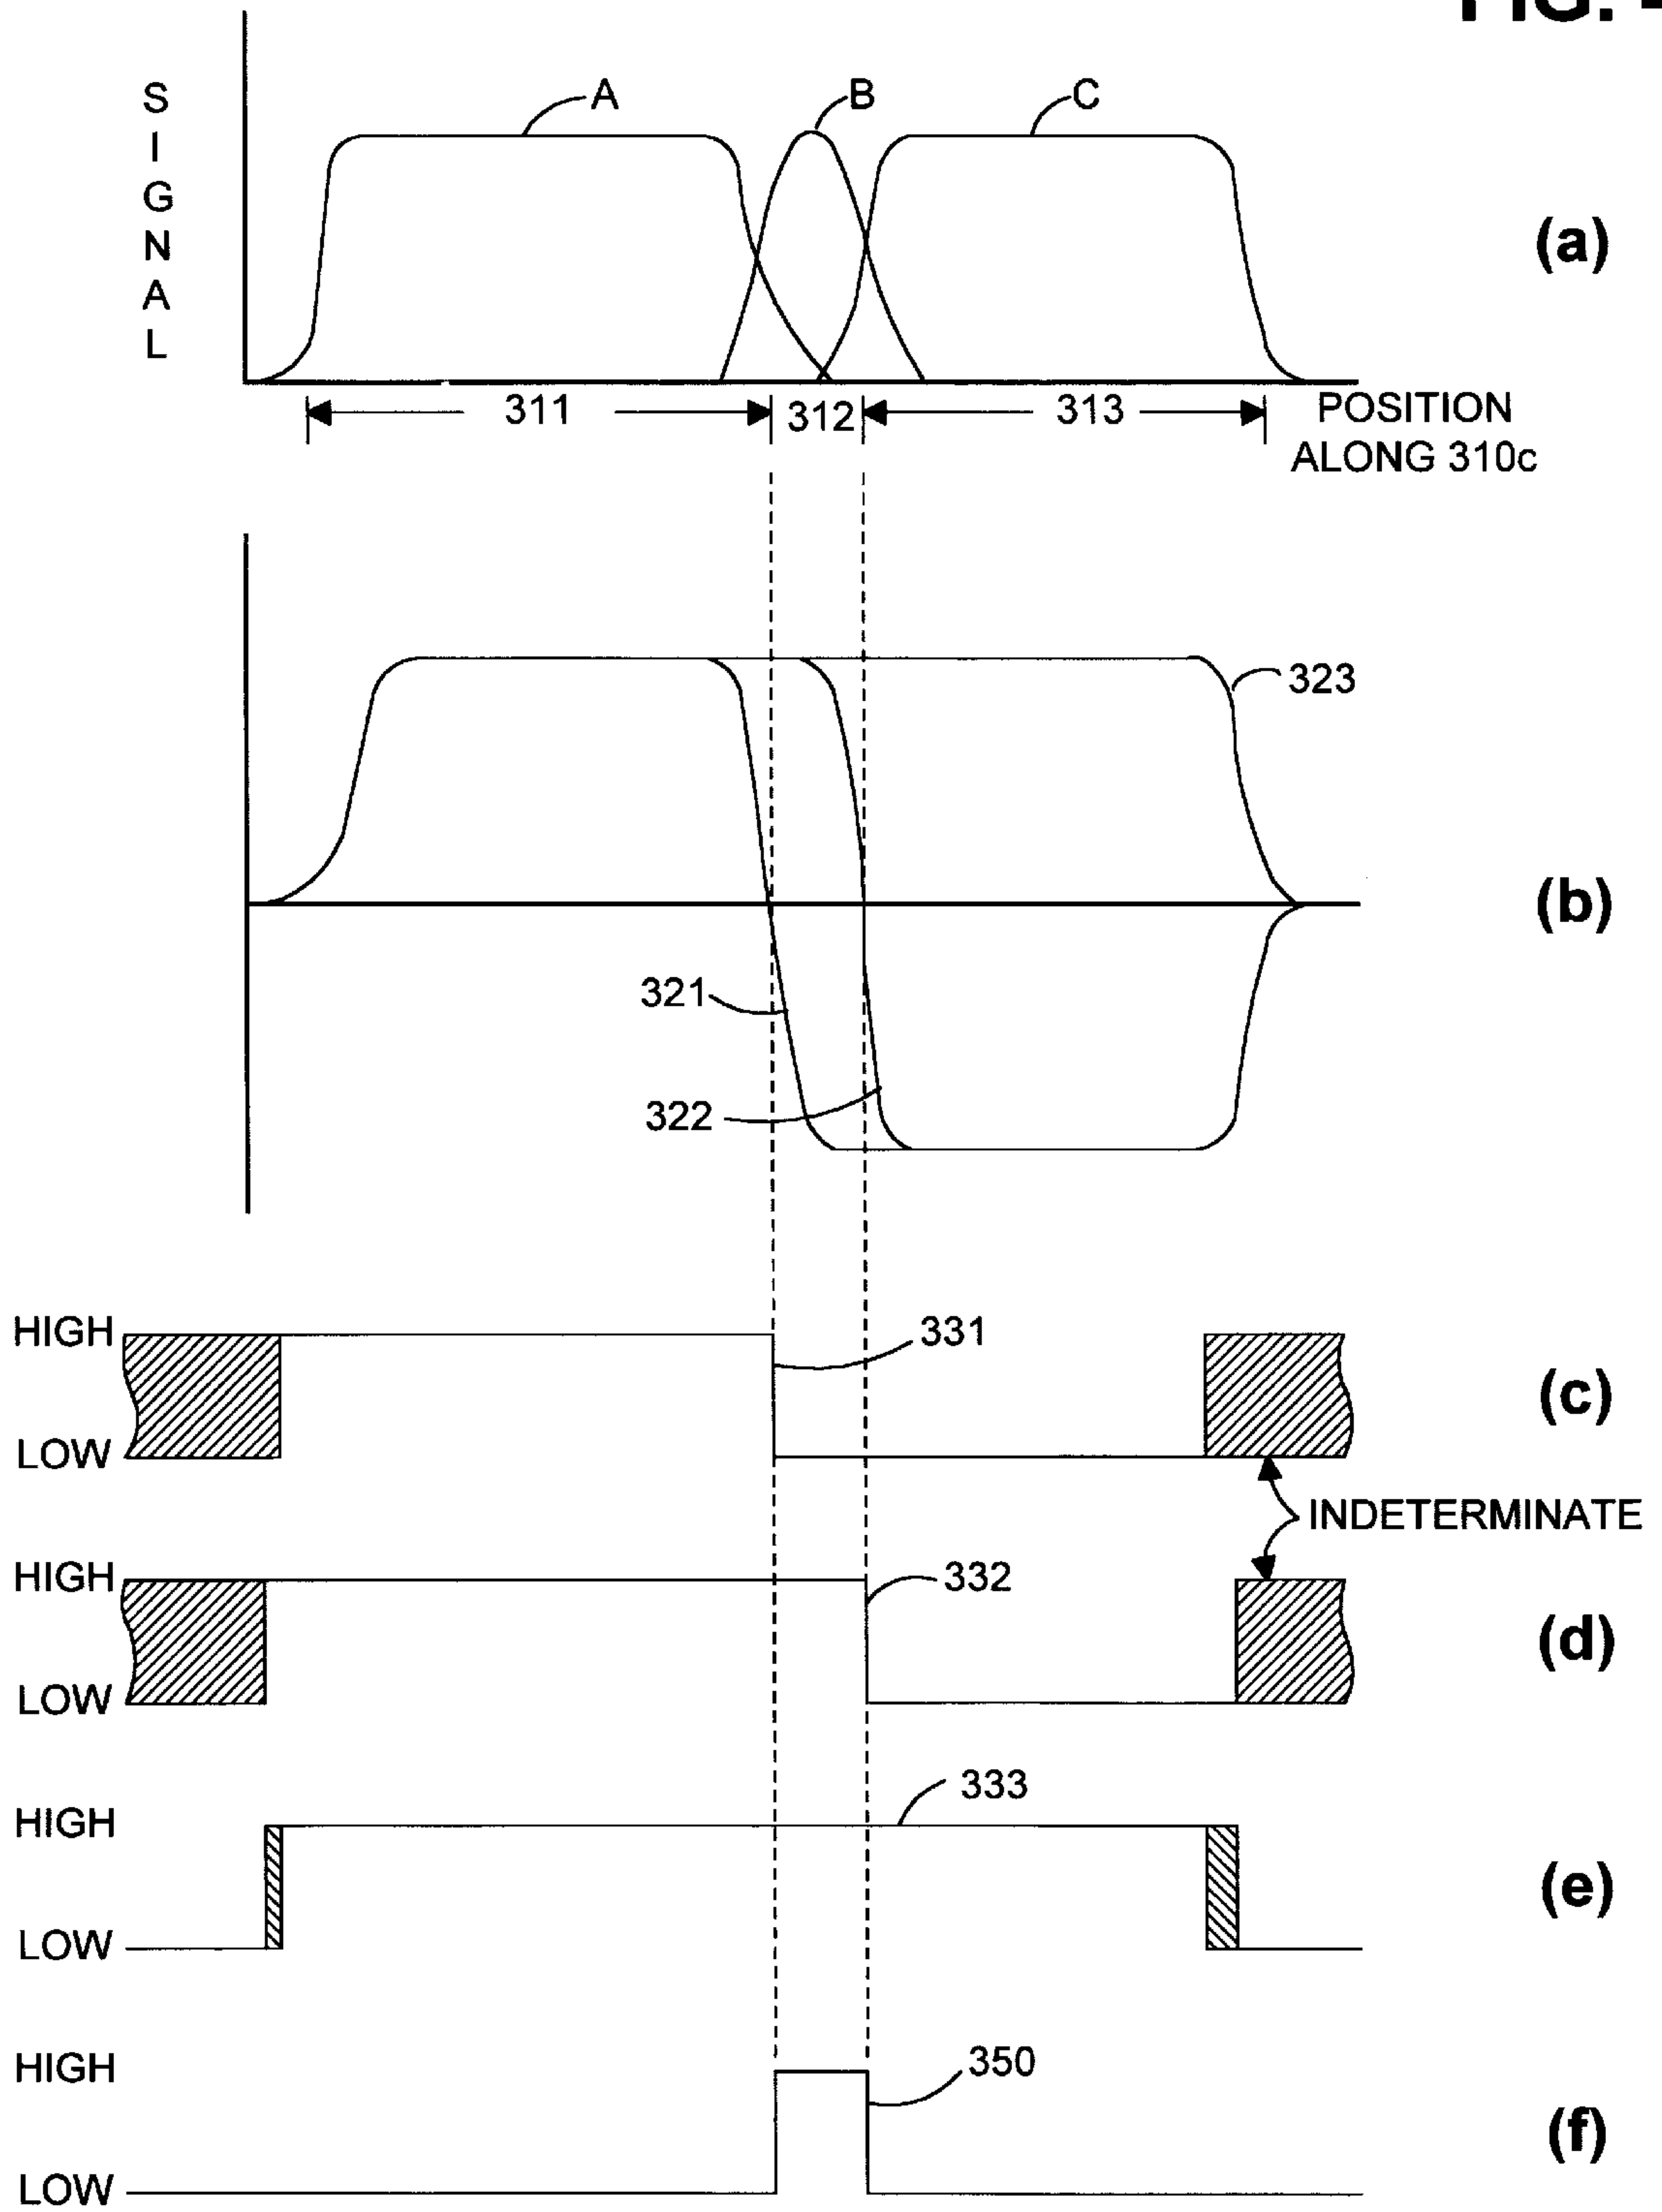 FIG.
SIGNAL
A
B
C
(a)
311
312
313
POSITION
ALONG 310c
323
(b)
321
322
HIGH
331
(c)
LOW
INDETERMINATE
HIGH
332
(d)
LOW
333
HIGH
(e)
LOW
HIGH
350
(f)
LOW